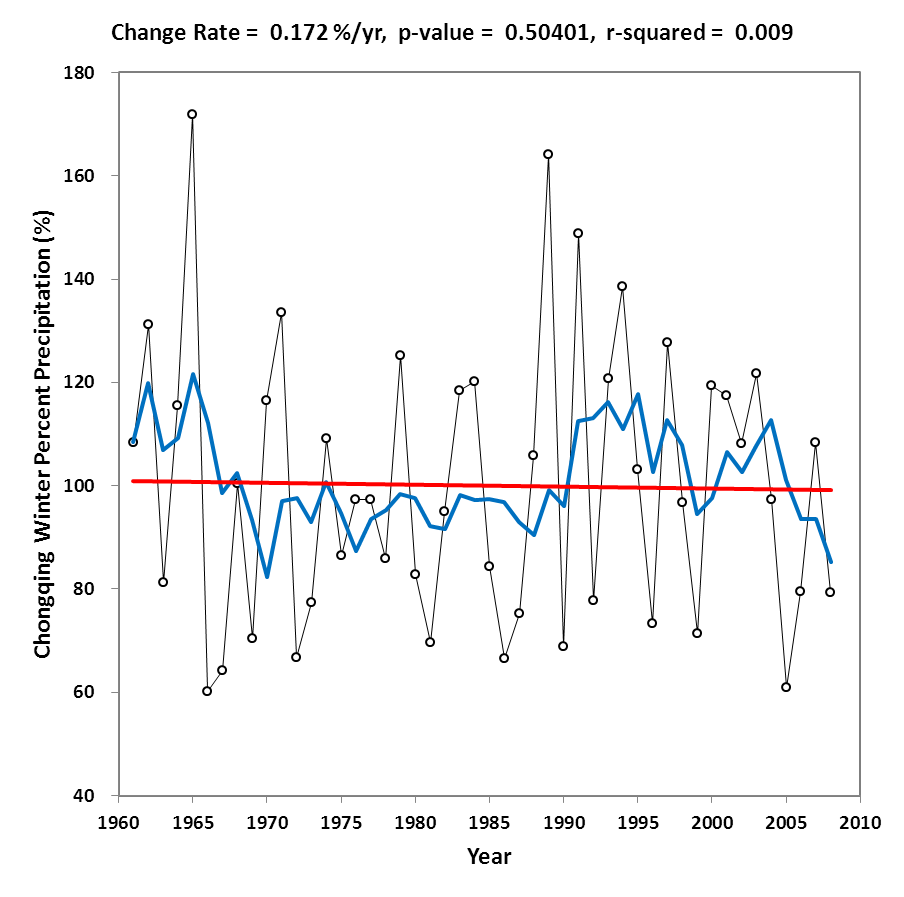 Change Rate = 0.172 %/yr, p-value = 0.50401, r-squared = 0.009
180
160
140
120
100
80
60
40
Chongqing Winter Percent Precipitation (%)
1960 1965 1970 1975 1980 1985 1990 1995 2000 2005 2010
Year